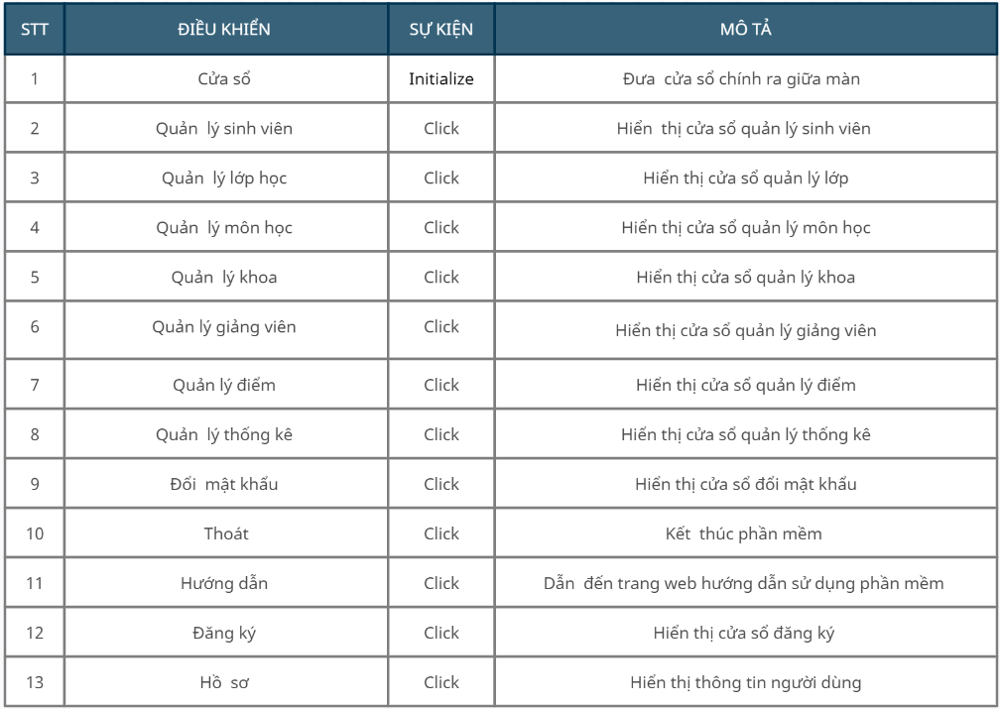 STT ĐIỀU KHIỂN SỰ KIỆN MÔ TẢ
1 Cửa sổ Initialize Đưa cửa sổ chính ra giữa màn
2 Quản lý sinh viên Click Hiển thị cửa sổ quản lý sinh viên
3 Quản lý lớp học Click Hiển thị cửa sổ quản lý lớp
4 Quản lý môn học Click Hiển thị cửa sổ quản lý môn học
5 Quản lý khoa Click Hiển thị cửa sổ quản lý khoa
6 Quản lý giảng viên Click Hiển thị cửa sổ quản lý giảng viên
7 Quản lý điểm Click Hiển thị cửa sổ quản lý điểm
8 Quản lý thống kê Click Hiển thị cửa sổ quản lý thống kê
9 Đổi mật khẩu Click Hiển thị cửa sổ đổi mật khẩu
10 Thoát Click Kết thúc phần mềm
11 Hướng dẫn Click Dẫn đến trang web hướng dẫn sử dụng phần mềm
12 Đăng ký Click Hiển thị cửa sổ đăng ký
13 Hồ sơ Click Hiển thị thông tin người dùng